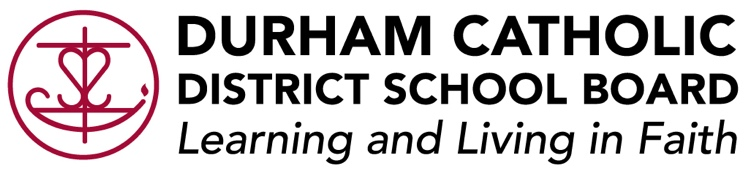 DURHAM CATHOLIC
DISTRICT SCHOOL BOARD
Learning and Living in Faith